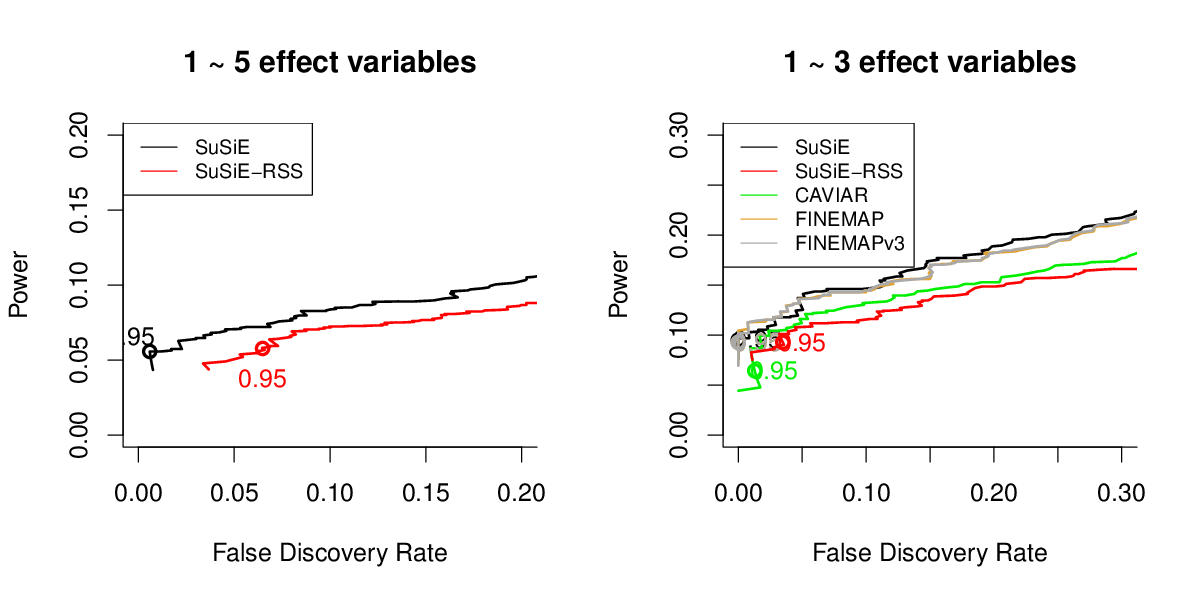 1 ~ 5 effect variables
Power
0.20
0.15
0.10
0.05
0.00
SuSiE
SuSiE−RSS
.95
0.95
0.00 0.05 0.10 0.15 0.20
False Discovery Rate
1 ~ 3 effect variables
Power
0.30
0.20
0.10
0.00
SuSiE
SuSiE−RSS
CAVIAR
FINEMAP
FINEMAPv3
0.95
0.95
0.00 0.10 0.20 0.30
False Discovery Rate